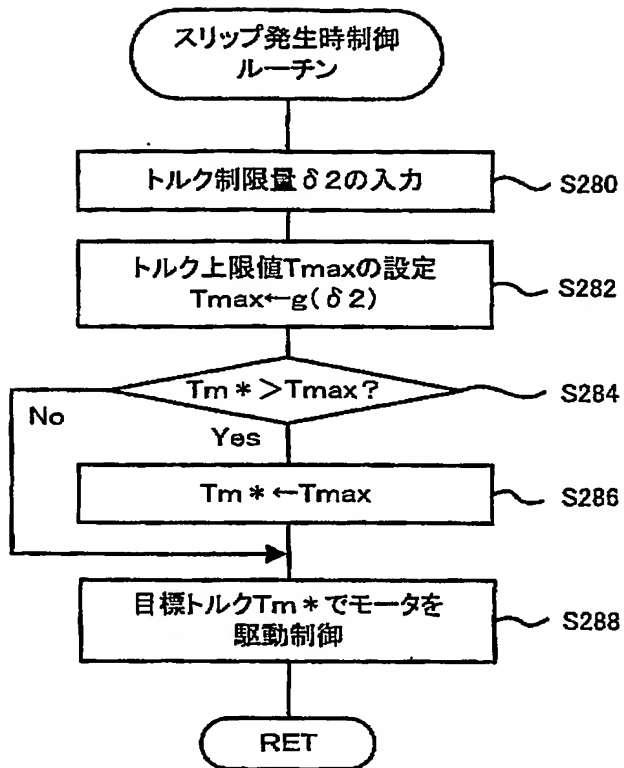 スリップ発生時制御
ルーチン
トルク制限量δ2の入力
S280
トルク上限値Tmaxの設定
Tmax←g(δ2)
S282
Tm*>Tmax?
S284
No
Yes
Tm*←Tmax
S286
目標トルクTm*でモータを
駆動制御
S288
RET